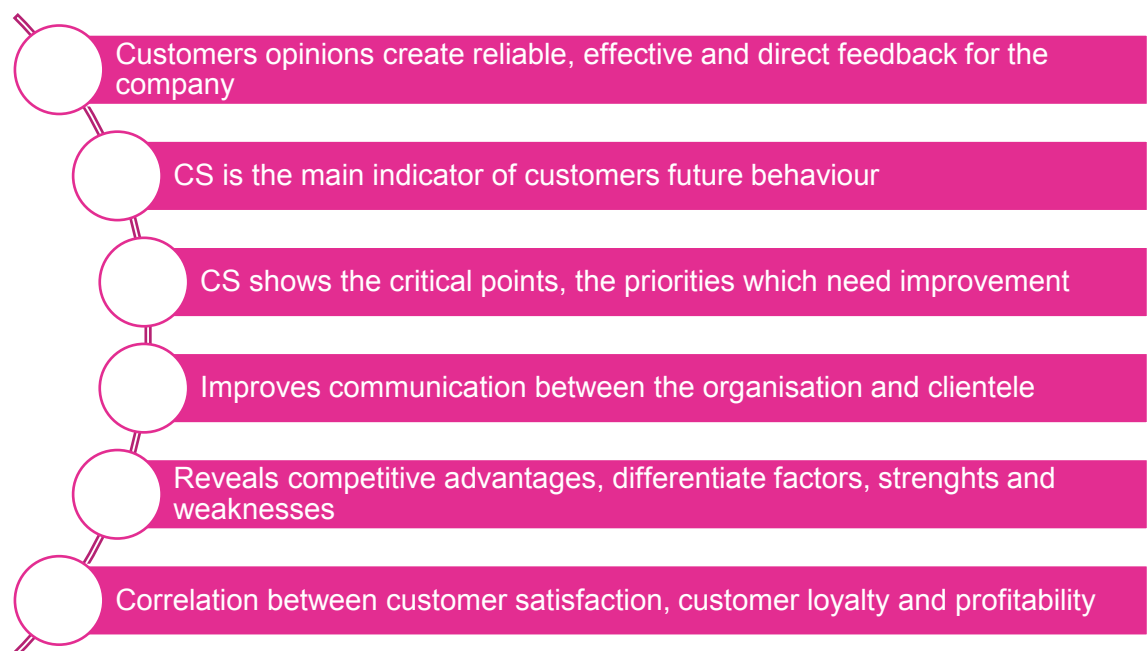 Customers opinions create reliable, effective and direct feedback for the
company
CS is the main indicator of customers future behaviour
CS shows the critical points, the priorities which need improvement
Improves communication between the organisation and clientele
Reveals competitive advantages, differentiate factors, strenghts and
weaknesses
Correlation between customer satisfaction, customer loyalty and profitability